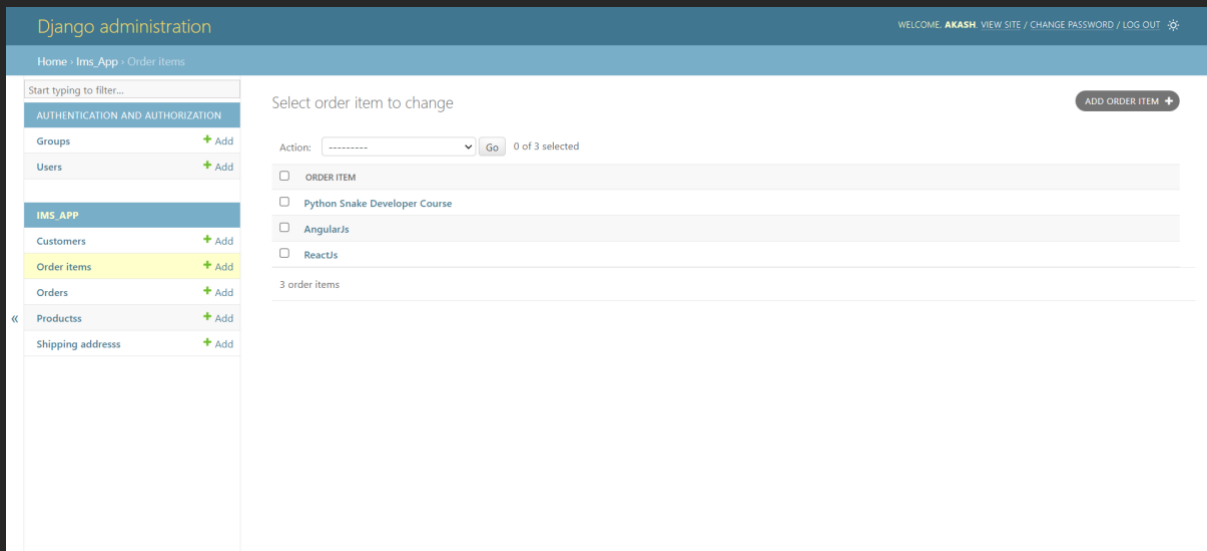 Django administration
WELCOME, AKASH. VIEW SITE / CHANGE PASSWORD / LOG OUT
Home › Ims_App › Order items
Start typing to filter...
AUTHENTICATION AND AUTHORIZATION
Groups + Add
Users + Add
IMS_APP
Customers + Add
Order items + Add
Orders + Add
Productss + Add
Shipping addresss + Add
«
Select order item to change
ADD ORDER ITEM +
Action: --------- Go 0 of 3 selected
ORDER ITEM
Python Snake Developer Course
AngularJs
ReactJs
3 order items